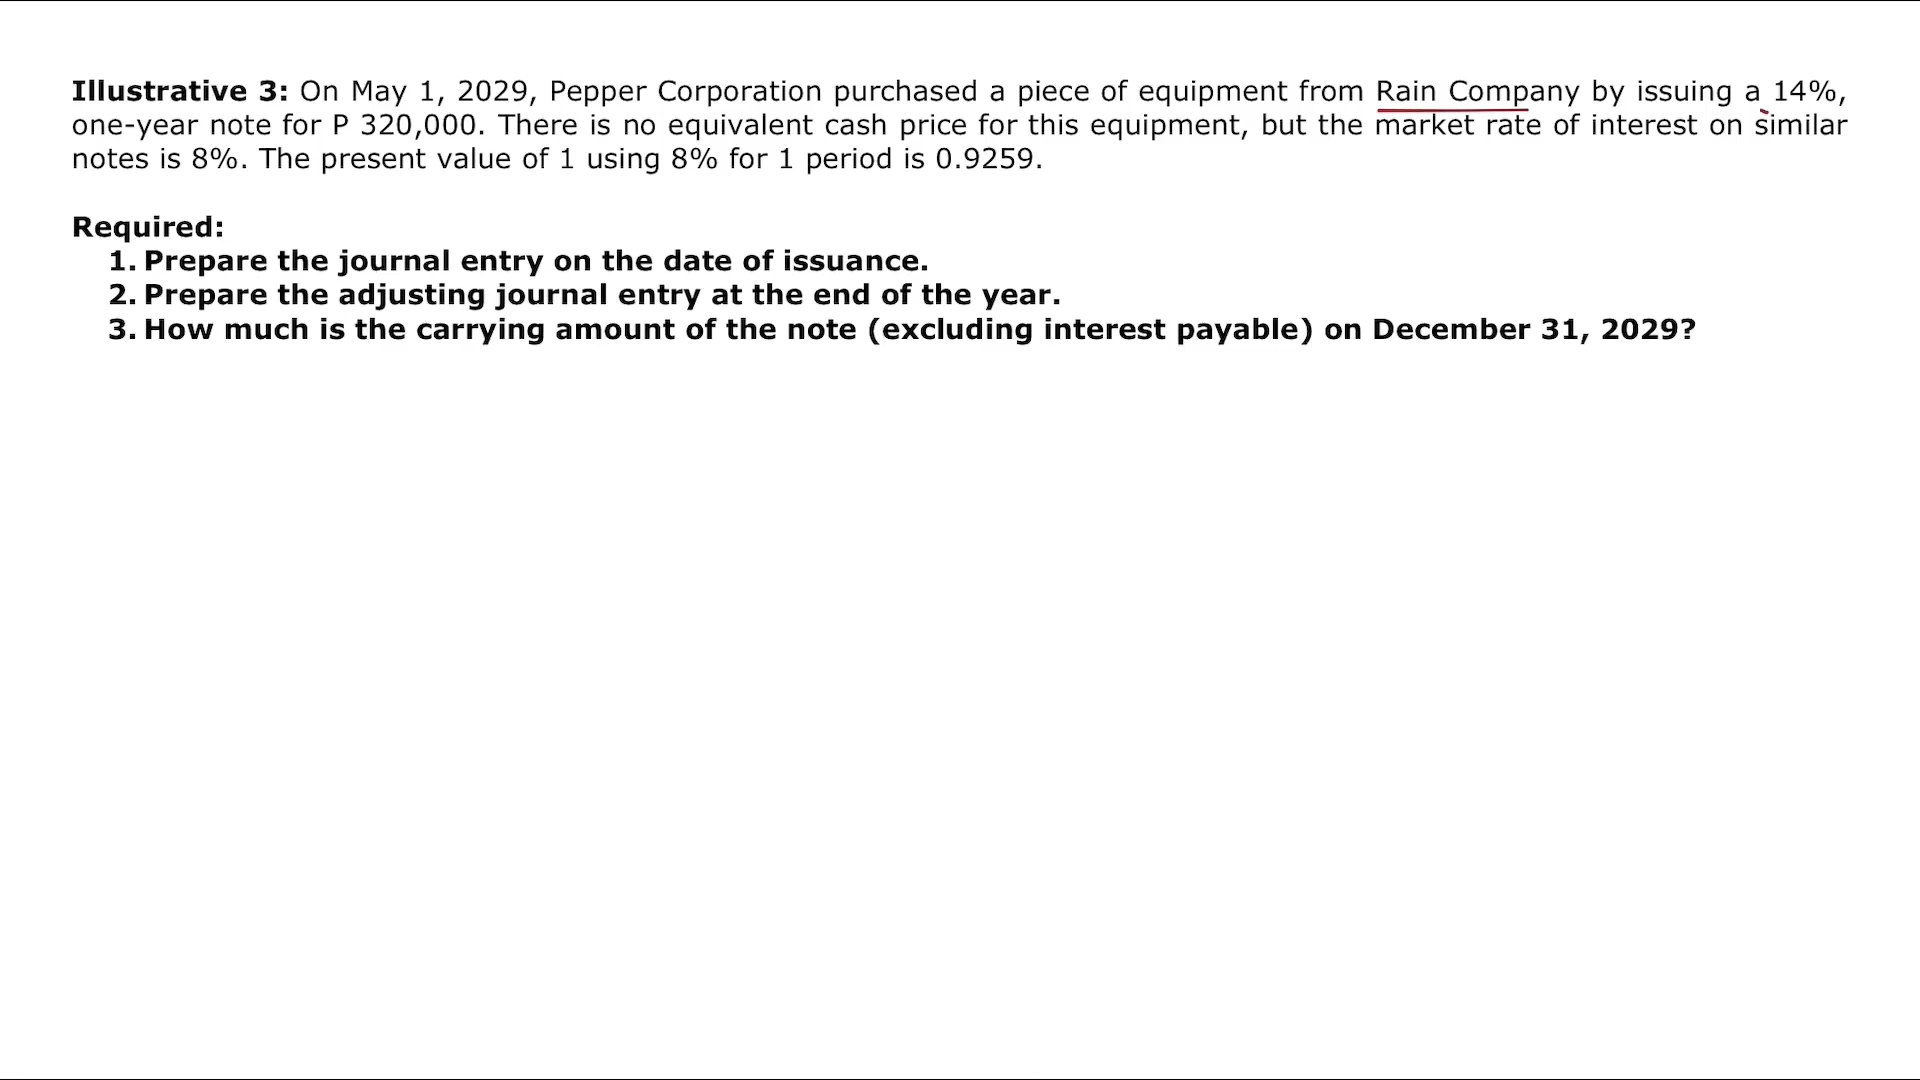 Illustrative 3: On May 1, 2029, Pepper Corporation purchased a piece of equipment from Rain Company by issuing a 14%,
one-year note for P 320,000. There is no equivalent cash price for this equipment, but the market rate of interest on similar
notes is 8%. The present value of 1 using 8% for 1 period is 0.9259.
Required:
1. Prepare the journal entry on the date of issuance.
2. Prepare the adjusting journal entry at the end of the year.
3. How much is the carrying amount of the note (excluding interest payable) on December 31, 2029?